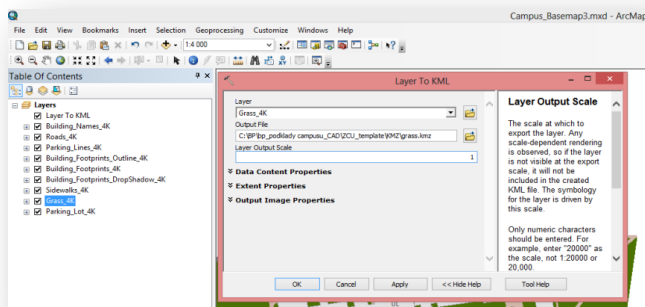 Campus_Basemap3.mxd - ArcMap
File Edit View Bookmarks Insert Selection Geoprocessing Customize Windows Help
1:4 000
Table Of Contents
Layers
Layer To KML
Building_Names_4K
Roads_4K
Parking_Lines_4K
Building_Footprints_Outline_4K
Building_Footprints_4K
Building_Footprints_DropShadow_4K
Sidewalks_4K
Grass_4K
Parking_Lot_4K
Layer To KML
Layer
Grass_4K
Output File
C:\BP\bp_podklady campusu_CAD\ZCU_template\KMZ\grass.kmz
Layer Output Scale
1
Data Content Properties
Extent Properties
Output Image Properties
OK Cancel Apply << Hide Help
Layer Output Scale
The scale at which to
export the layer. Any
scale-dependent rendering
is observed, so if the layer
is not visible at the export
scale, it will not be
included in the created
KML file. The symbology
for the layer is driven by
this scale.
Only numeric characters
should be entered. For
example, enter "20000" as
the scale, not 1:20000 or
20,000.
Tool Help